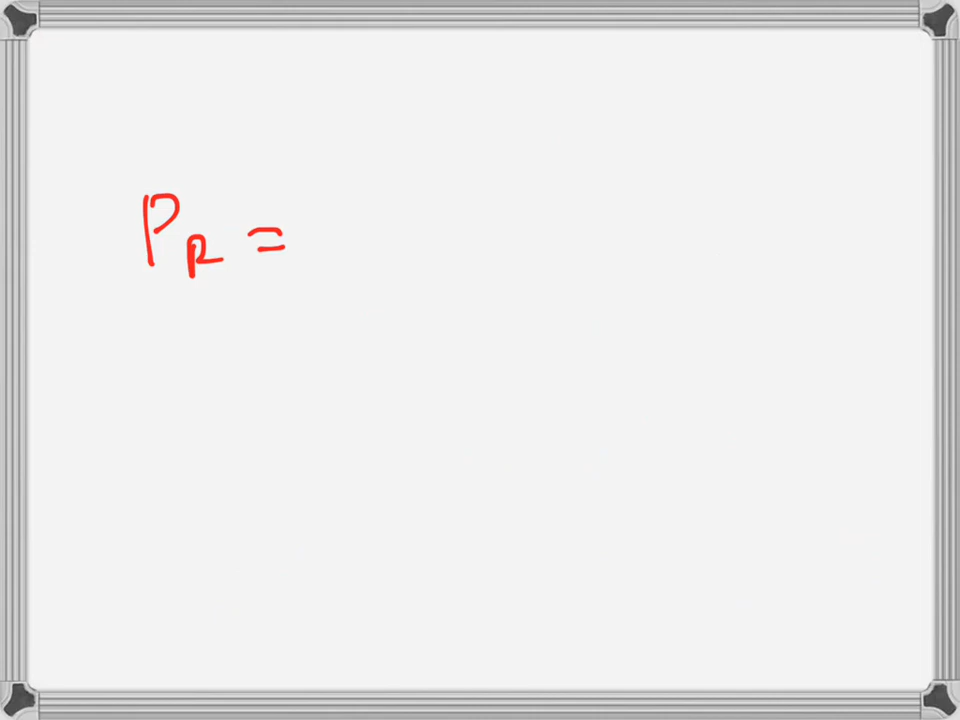 P_R =